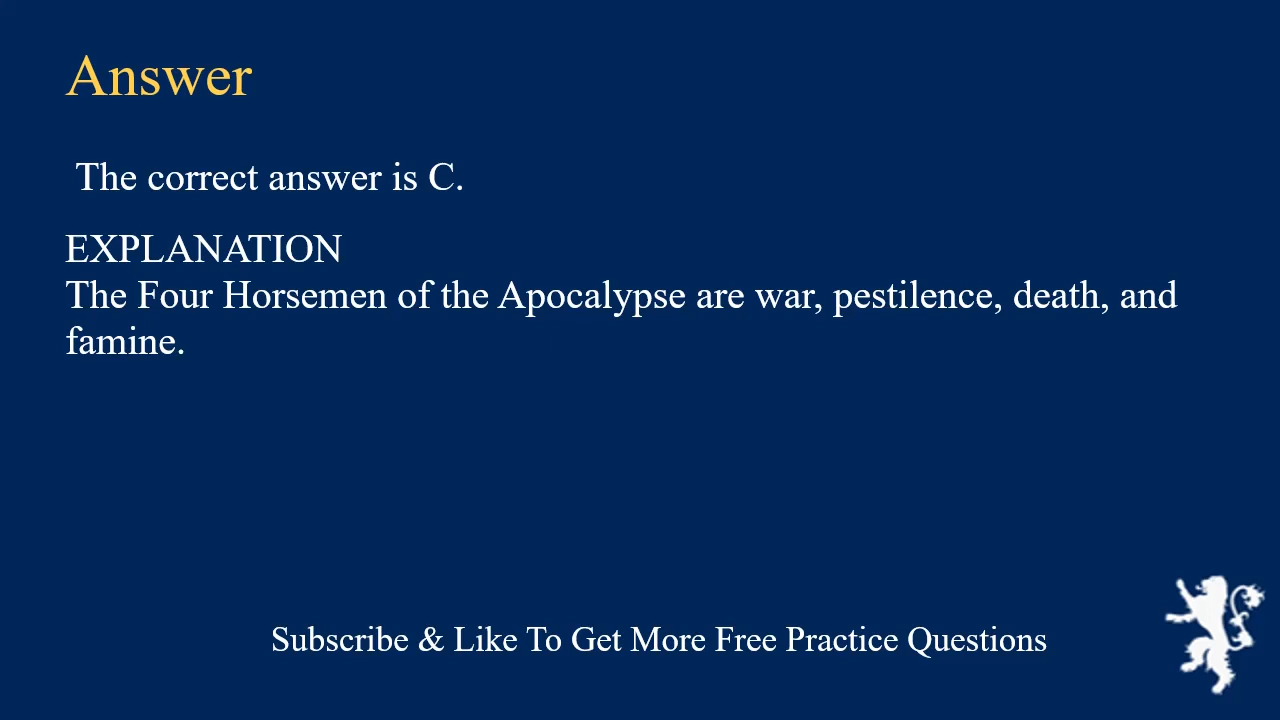 Answer
The correct answer is C.
EXPLANATION
The Four Horsemen of the Apocalypse are war, pestilence, death, and
famine.
Subscribe & Like To Get More Free Practice Questions